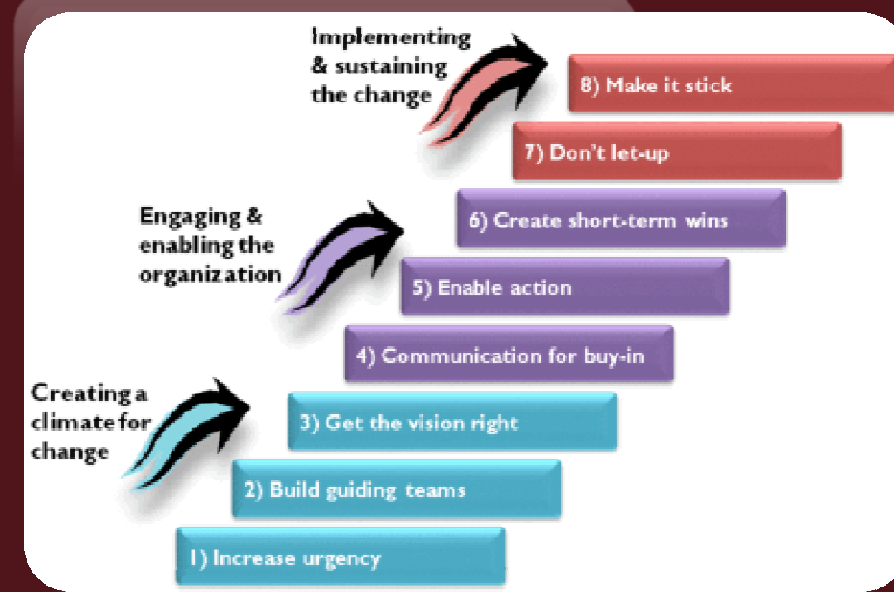 Implementing
& sustaining
the change
8) Make it stick
7) Don't let-up
Engaging &
enabling the
organization
6) Create short-term wins
5) Enable action
4) Communication for buy-in
Creating a
climate for
change
3) Get the vision right
2) Build guiding teams
1) Increase urgency